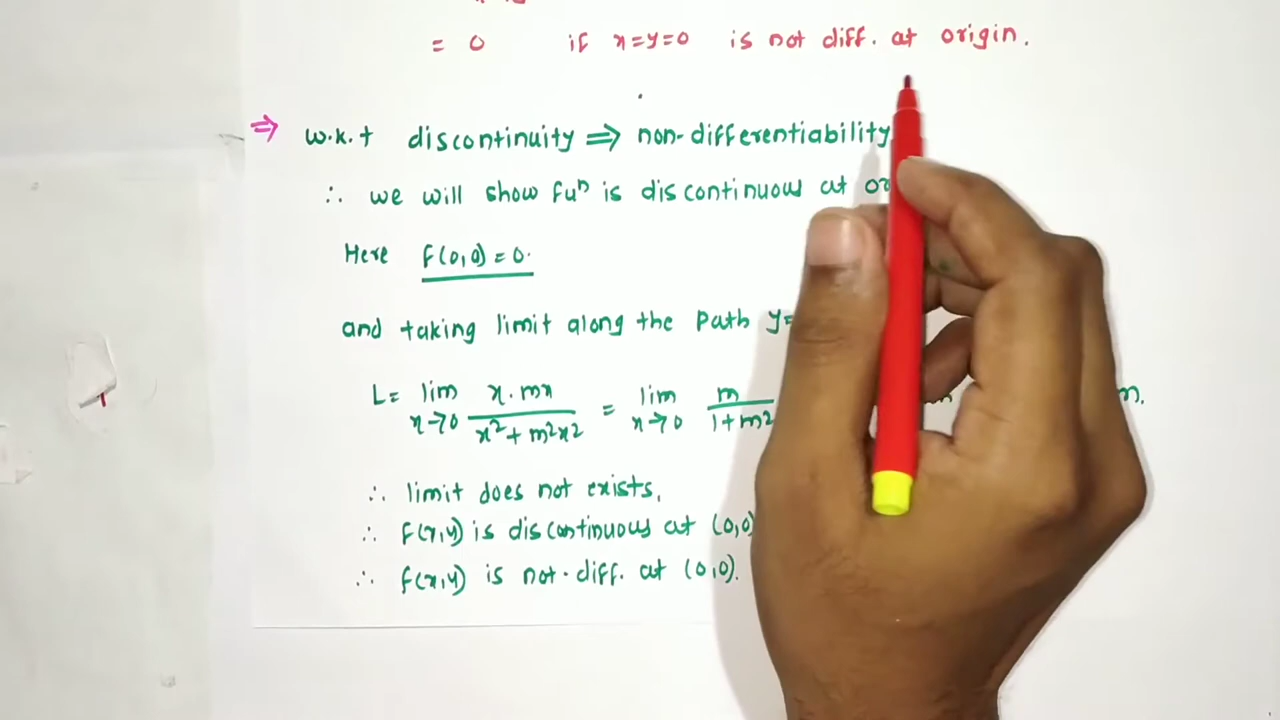 = 0 if x=y=0 is not diff. at origin.
⇒ w.k.t discontinuity ⇒ non-differentiability
∴ we will show fuⁿ is discontinuous at
Here f(0,0) = 0.
and taking limit along the path y=
L= lim x→0 x.mx / x²+m²x² = lim x→0 m / 1+m²
∴ limit does not exists,
∴ f(x,y) is discontinuous at (0,0)
∴ f(x,y) is not-diff. at (0,0).